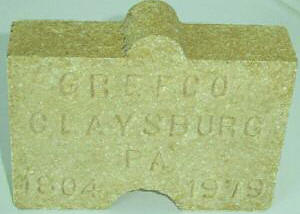 GREFCO
CLAYSBURG
PA
1804 1979